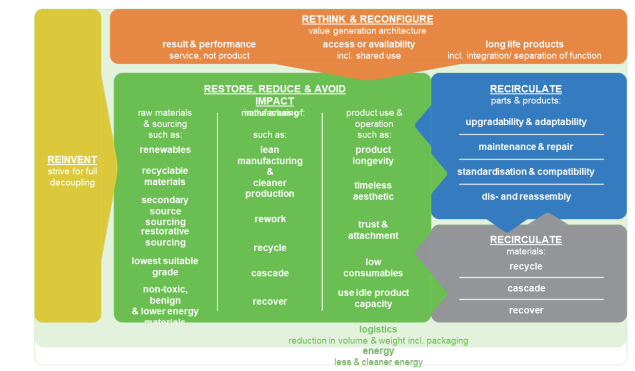 RETHINK & RECONFIGURE
value generation architecture
result & performance
service, not product
access or availability
incl. shared use
long life products
incl. integration/ separation of function
REINVENT
strive for full
decoupling
RESTORE, REDUCE & AVOID
IMPACT
in the areas of:
raw materials
& sourcing
such as:
renewables
recyclable
materials
secondary
source
sourcing
restorative
sourcing
lowest suitable
grade
non-toxic,
benign
& lower energy
materials
manufacturing
such as:
lean
manufacturing
&
cleaner
production
rework
recycle
cascade
recover
product use &
operation
such as:
product
longevity
timeless
aesthetic
trust &
attachment
low
consumables
use idle product
capacity
RECIRCULATE
parts & products:
upgradability & adaptability
maintenance & repair
standardisation & compatibility
dis- and reassembly
RECIRCULATE
materials:
recycle
cascade
recover
logistics
reduction in volume & weight incl. packaging
energy
less & cleaner energy